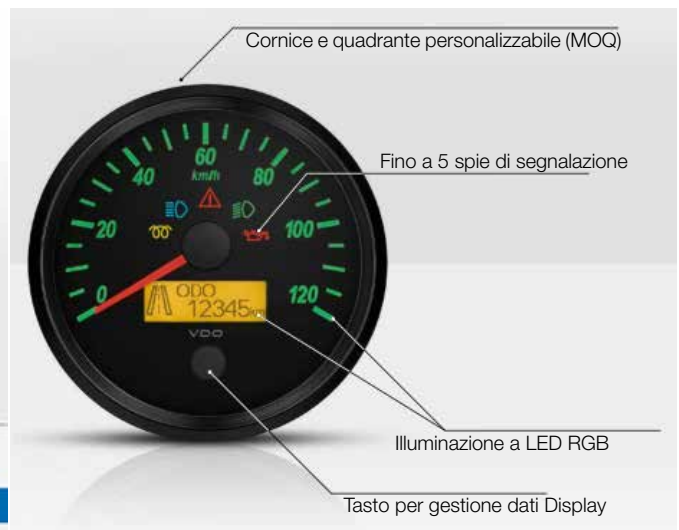 Cornice e quadrante personalizzabile (MOQ)
Fino a 5 spie di segnalazione
60
km/h
40
80
20
100
0
120
ODO
12345
VDO
Illuminazione a LED RGB
Tasto per gestione dati Display